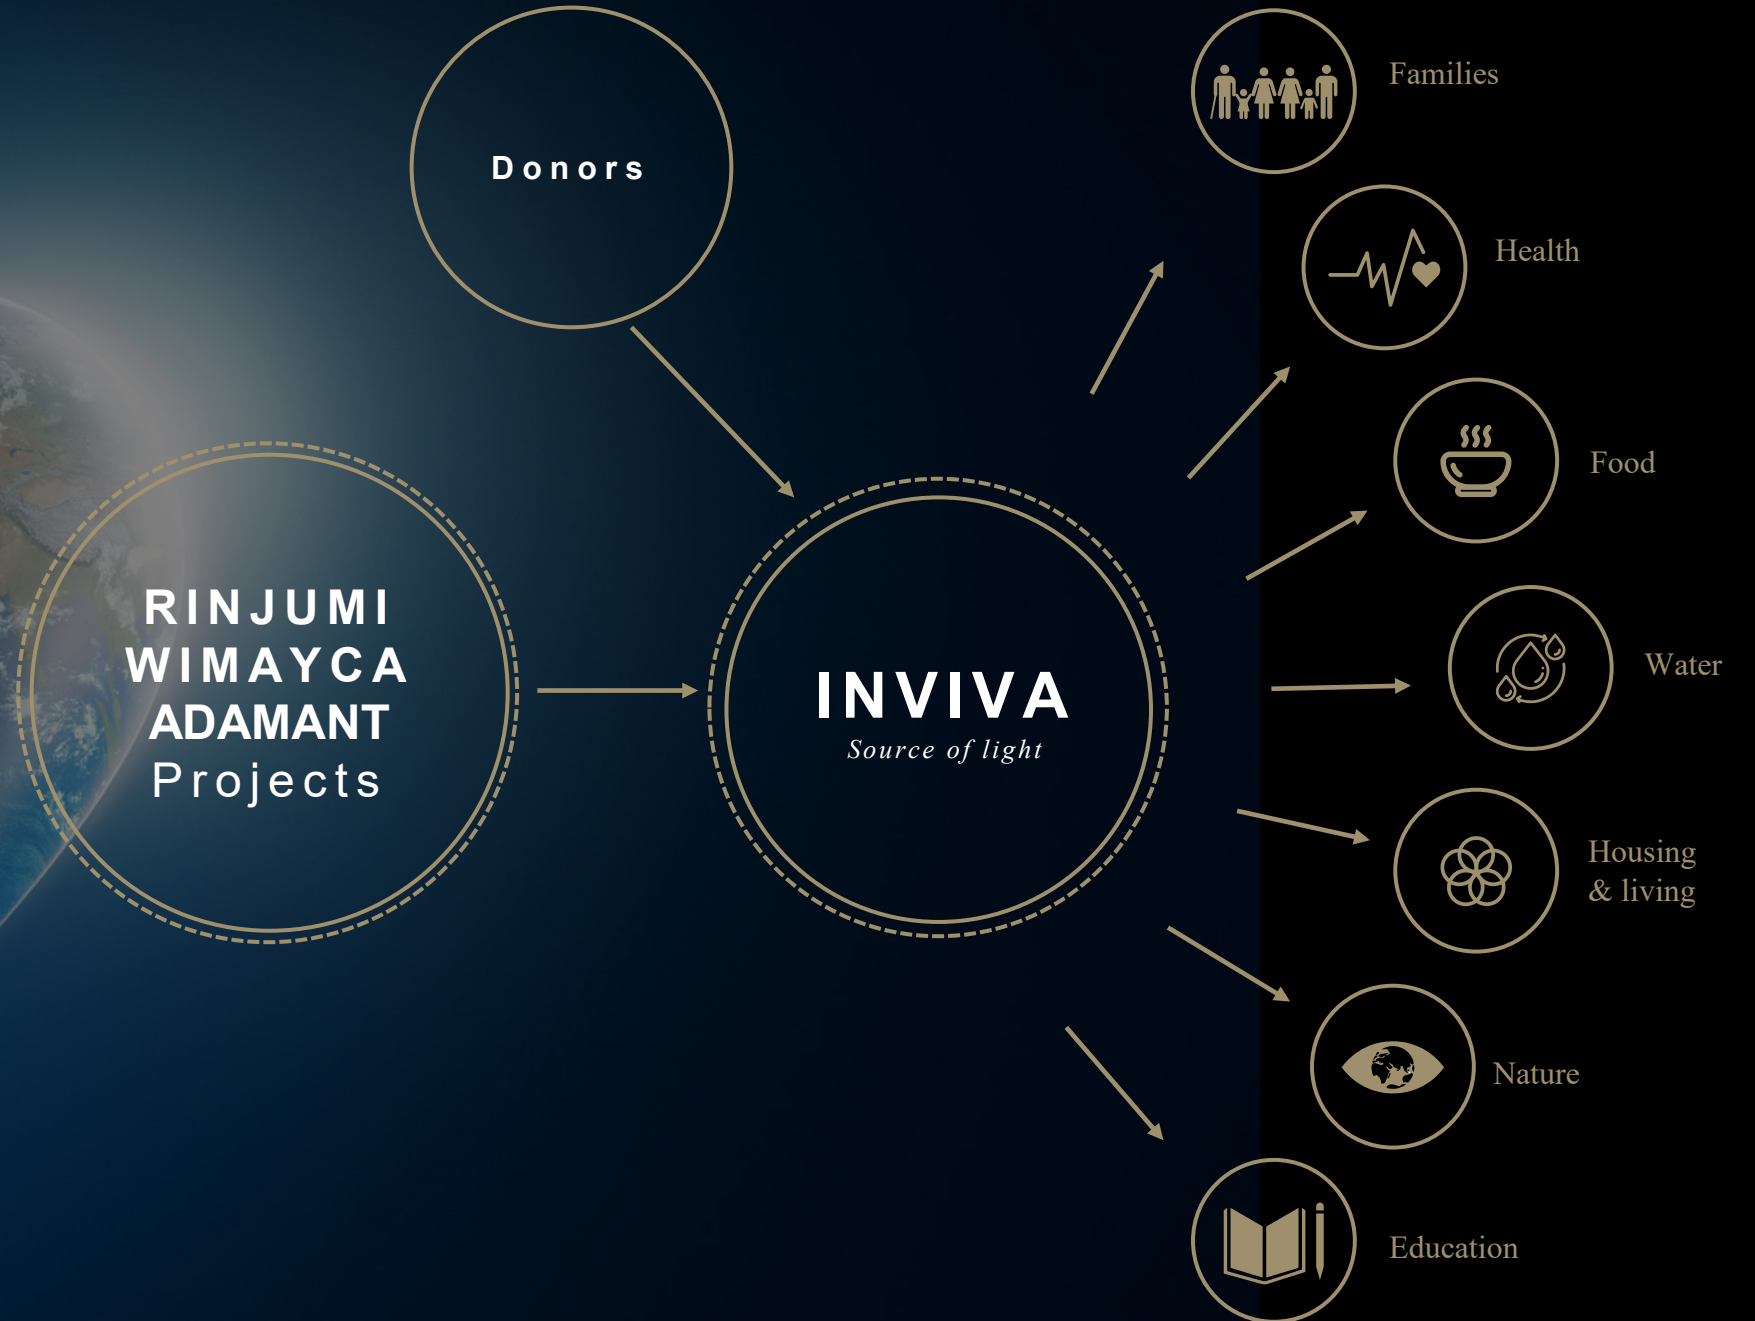 Donors
RINJUMI
WIMAYCA
ADAMANT
Projects
INVIVA
Source of light
Families
Health
Food
Water
Housing
& living
Nature
Education